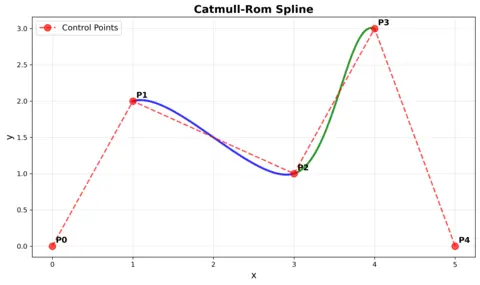 Catmull-Rom Spline
P3
3.0
Control Points
2.5
P1
2.0
y
1.5
P2
1.0
0.5
P0
P4
0.0
0 1 2 3 4 5
x